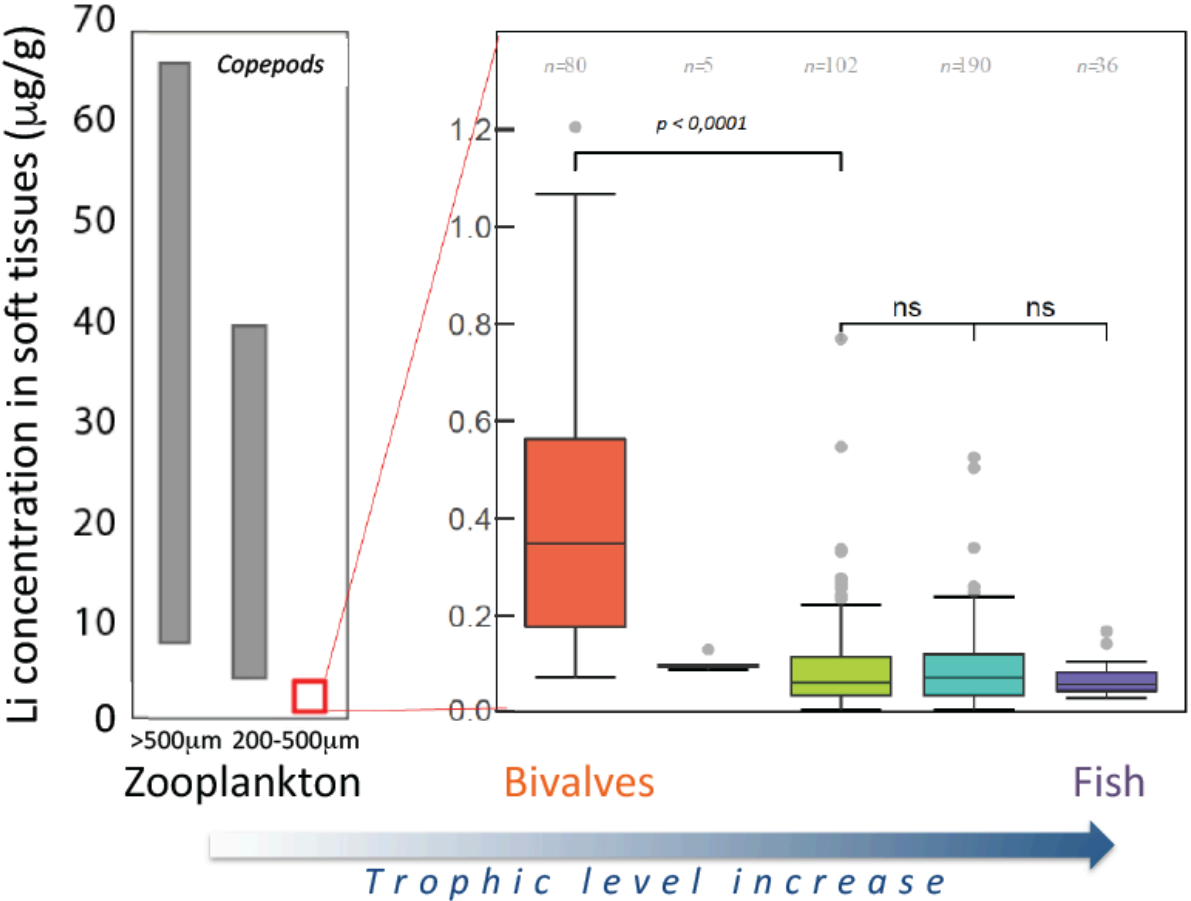 Li concentration in soft tissues (μg/g)
70
60
50
40
30
20
10
0
Copepods
>500μm 200-500μm
Zooplankton
n=80 n=5 n=102 n=190 n=36
1.2
1.0
0.8
0.6
0.4
0.2
0.0
p < 0,0001
ns ns
Bivalves Fish
Trophic level increase